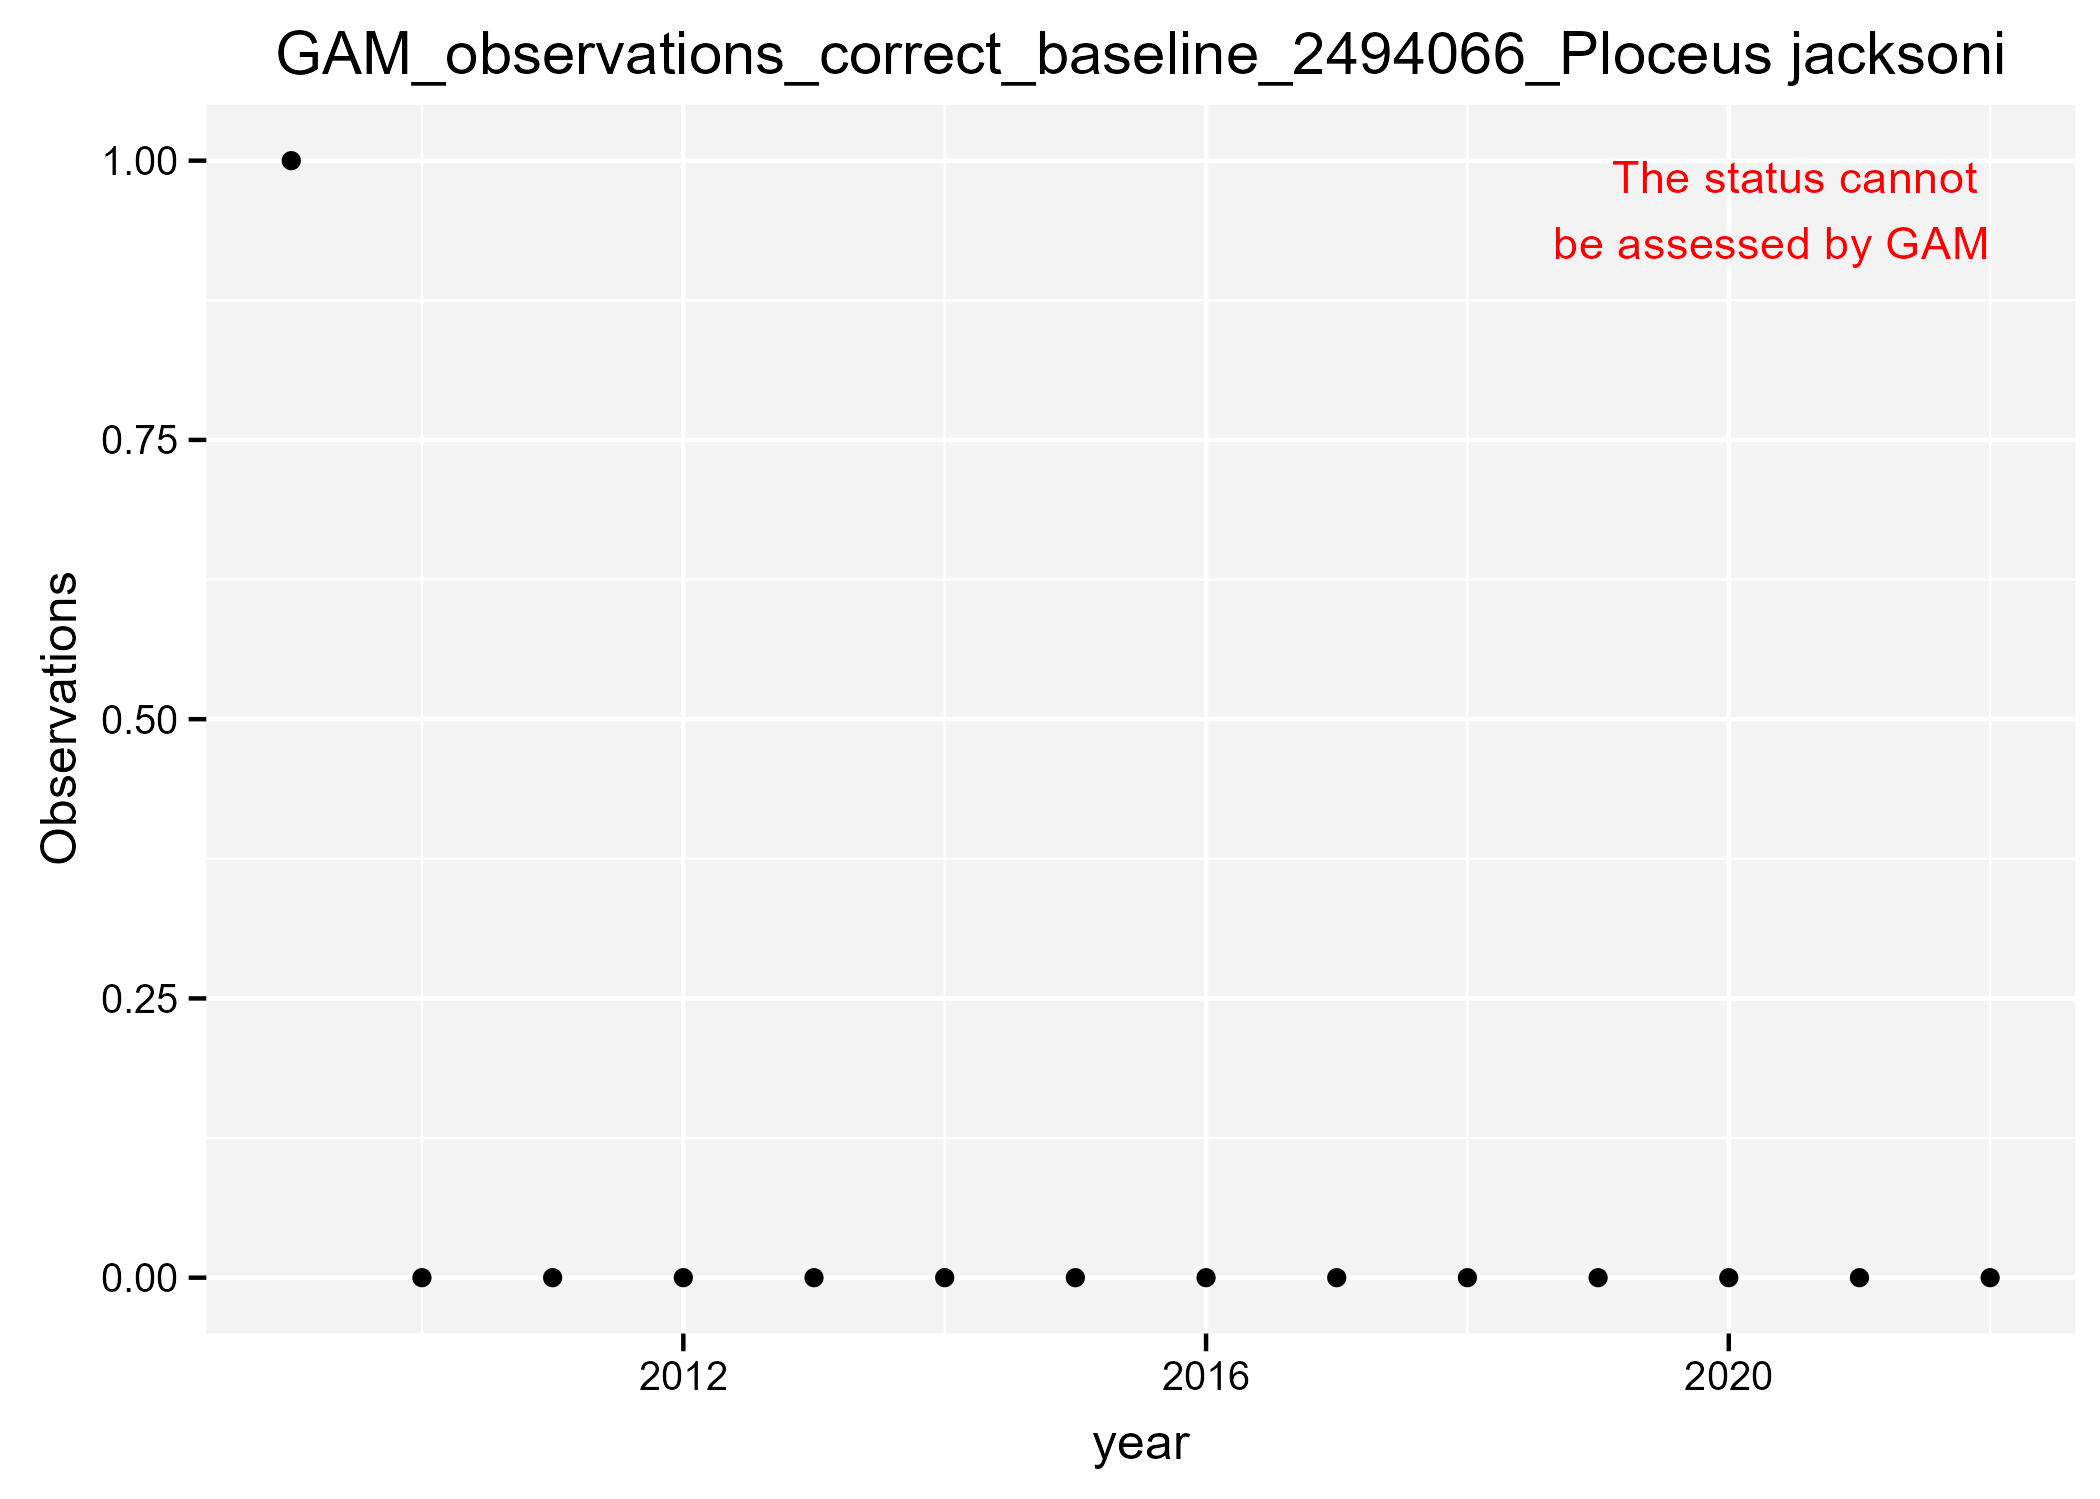 GAM_observations_correct_baseline_2494066_Ploceus jacksoni
The status cannot
be assessed by GAM
1.00
0.75
0.50
0.25
0.00
Observations
2012 2016 2020
year